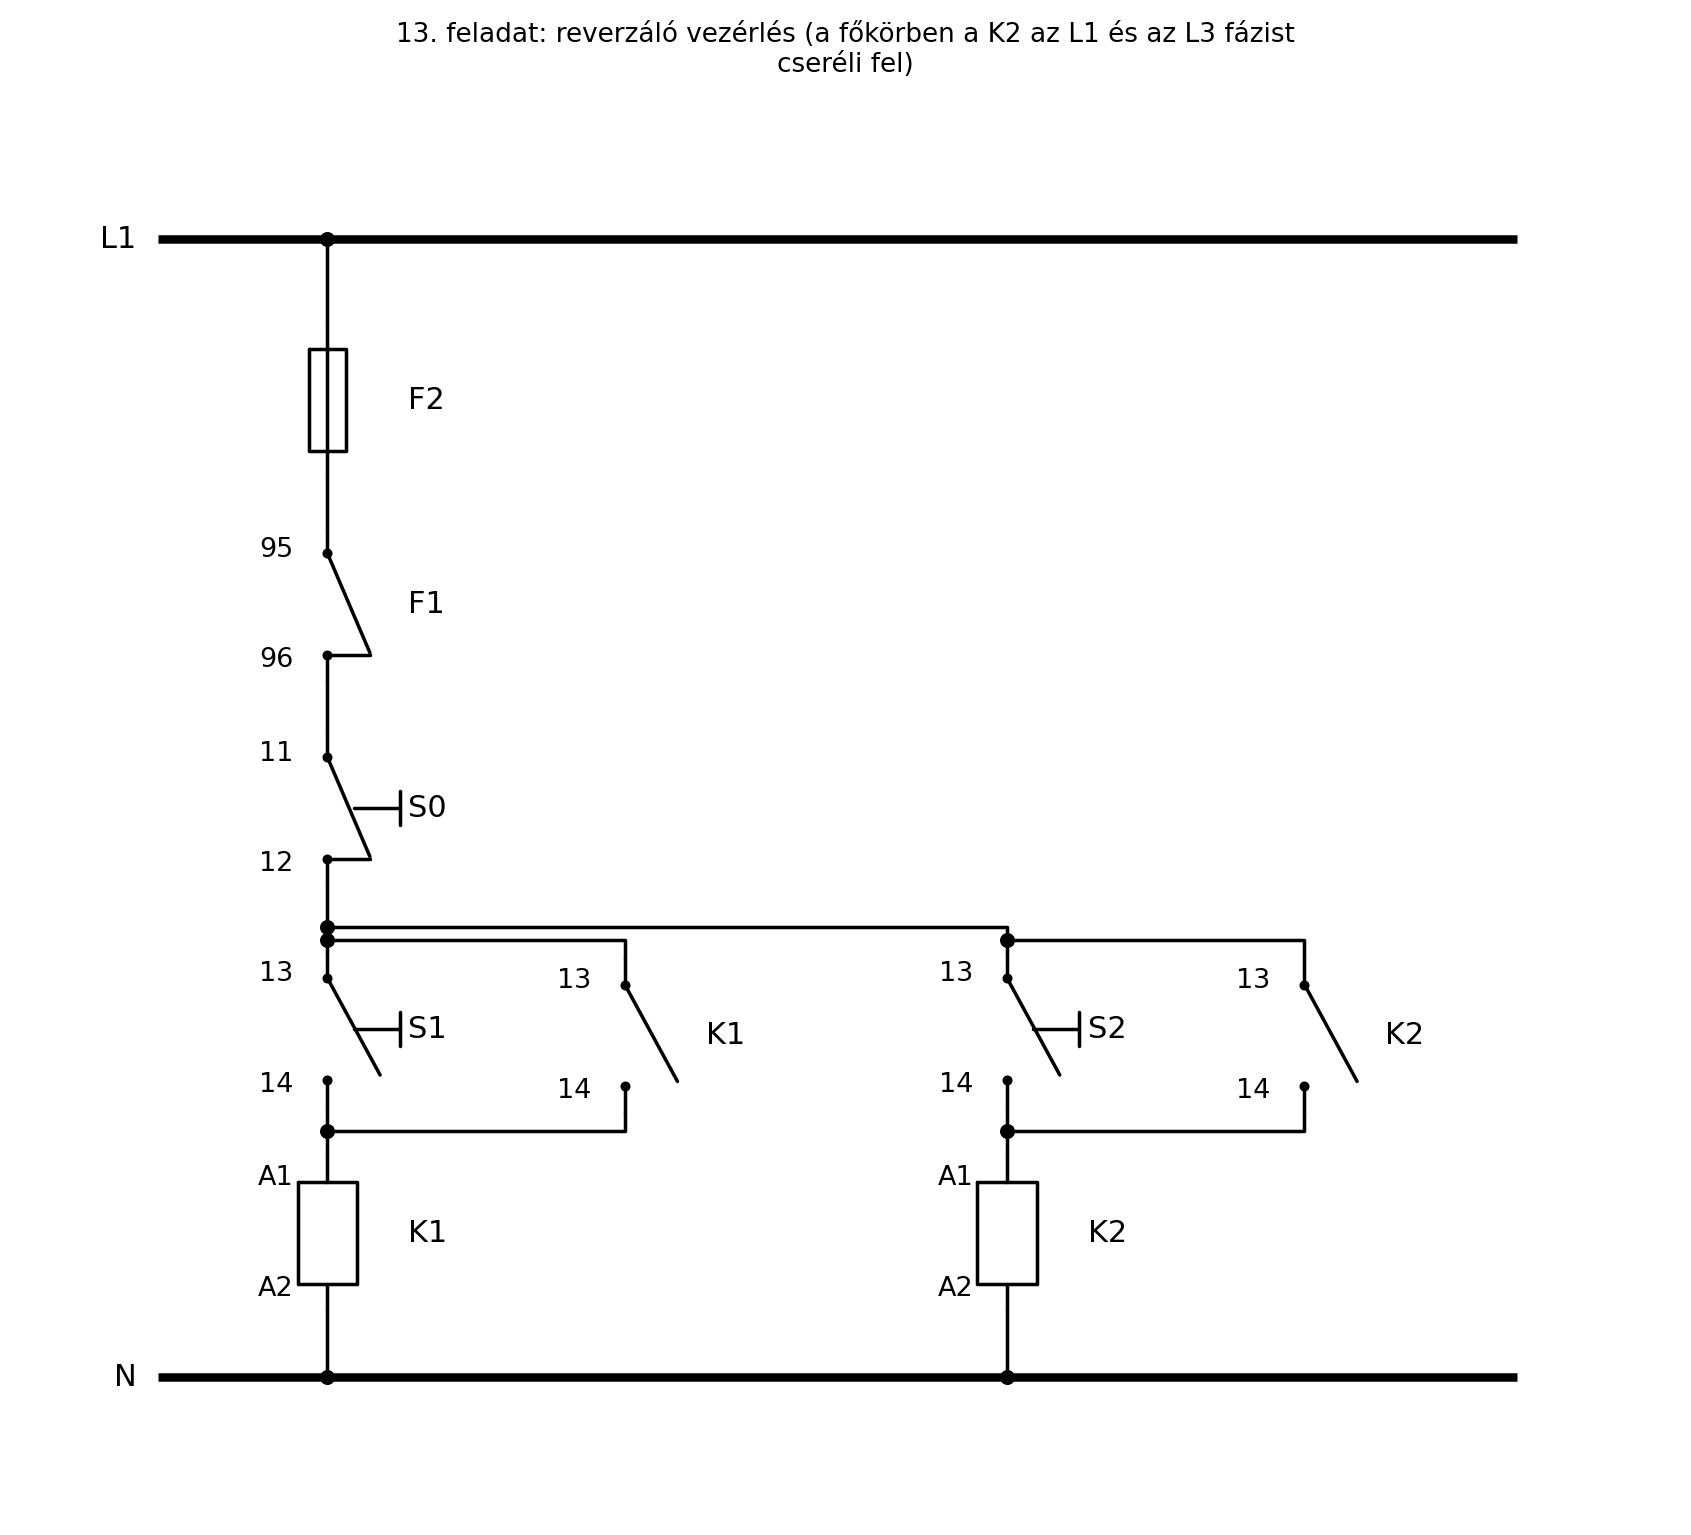 13. feladat: reverzáló vezérlés (a főkörben a K2 az L1 és az L3 fázist
cseréli fel)
L1
F2
95
F1
96
11
S0
12
13
13
13
13
S1
K1
S2
K2
14
14
14
14
A1
A1
K1
K2
A2
A2
N